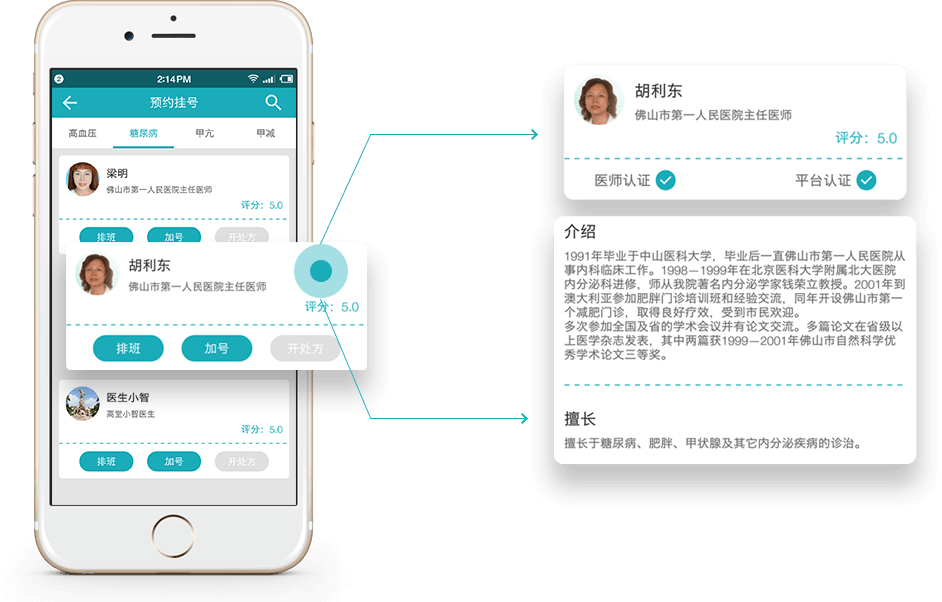 2
2:14PM
预约挂号
高血压 糖尿病 甲亢 甲减
梁明
佛山市第一人民医院主任医师
评分：5.0
排班 加号 开处方
胡利东
佛山市第一人民医院主任医师
评分：5.0
排班 加号 开处方
医生小智
高堂小智医生
评分：5.0
排班 加号 开处方
胡利东
佛山市第一人民医院主任医师
评分：5.0
医师认证 平台认证
介绍
1991年毕业于中山医科大学，毕业后一直佛山市第一人民医院从
事内科临床工作。1998—1999年在北京医科大学附属北大医院
内分泌科进修，师从我院著名内分泌学家钱荣立教授。2001年到
澳大利亚参加肥胖门诊培训班和经验交流，同年开设佛山市第一
个减肥门诊，取得良好疗效，受到市民欢迎。
多次参加全国及省的学术会议并有论文交流。多篇论文在省级以
上医学杂志发表，其中两篇获1999—2001年佛山市自然科学优
秀学术论文三等奖。
擅长
擅长于糖尿病、肥胖、甲状腺及其它内分泌疾病的诊治。